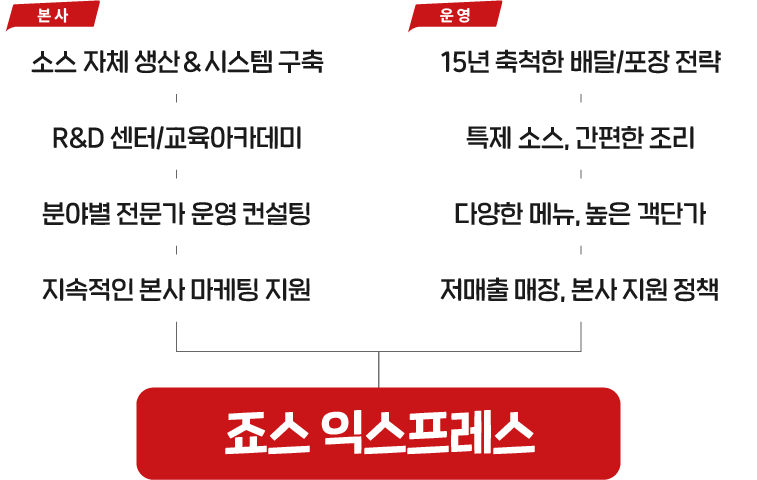 본사
소스 자체 생산 & 시스템 구축
R&D 센터/교육아카데미
분야별 전문가 운영 컨설팅
지속적인 본사 마케팅 지원
운영
15년 축척한 배달/포장 전략
특제 소스, 간편한 조리
다양한 메뉴, 높은 객단가
저매출 매장, 본사 지원 정책
죠스 익스프레스